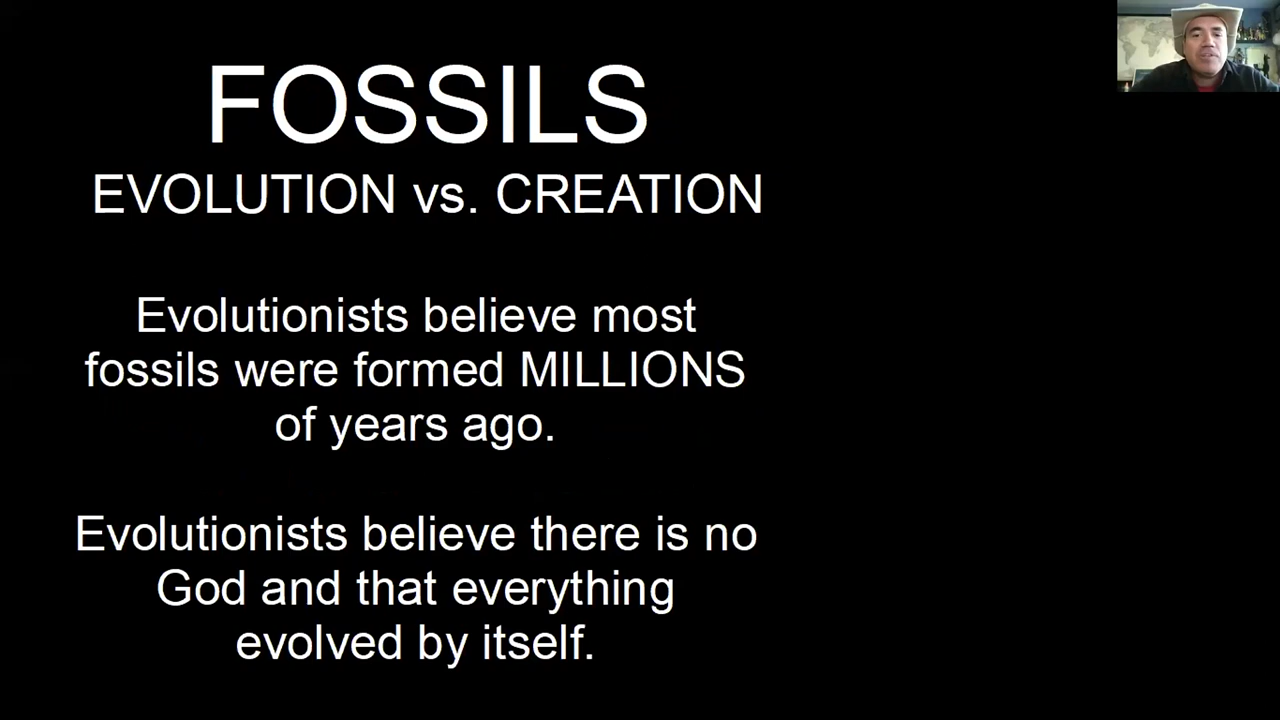 FOSSILS
EVOLUTION vs. CREATION
Evolutionists believe most
fossils were formed MILLIONS
of years ago.
Evolutionists believe there is no
God and that everything
evolved by itself.